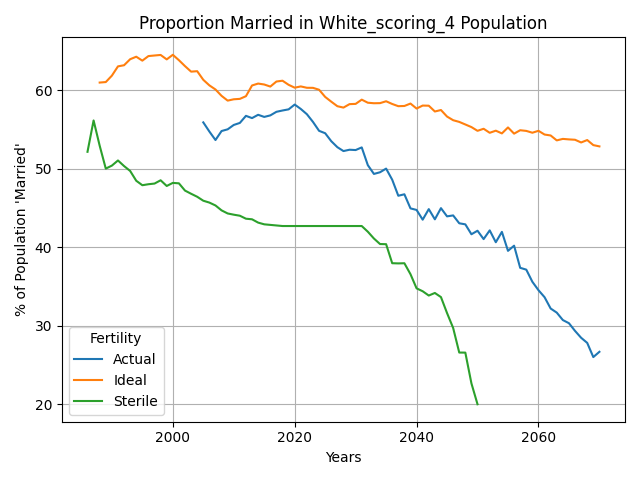 Proportion Married in White_scoring_4 Population
% of Population 'Married'
60
50
40
30
20
Fertility
Actual
Ideal
Sterile
2000
2020
2040
2060
Years